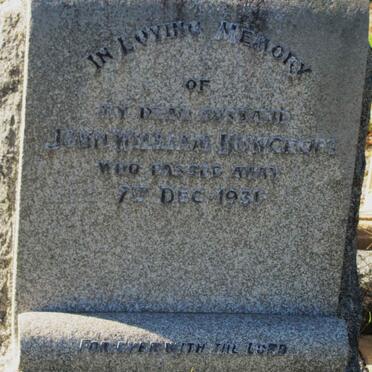 IN LOVING MEMORY
OF
MY DEAR HUSBAND
JOHN WILLIAM
WHO PASSED AWAY
7TH DEC 1931
FOR EVER WITH THE LORD